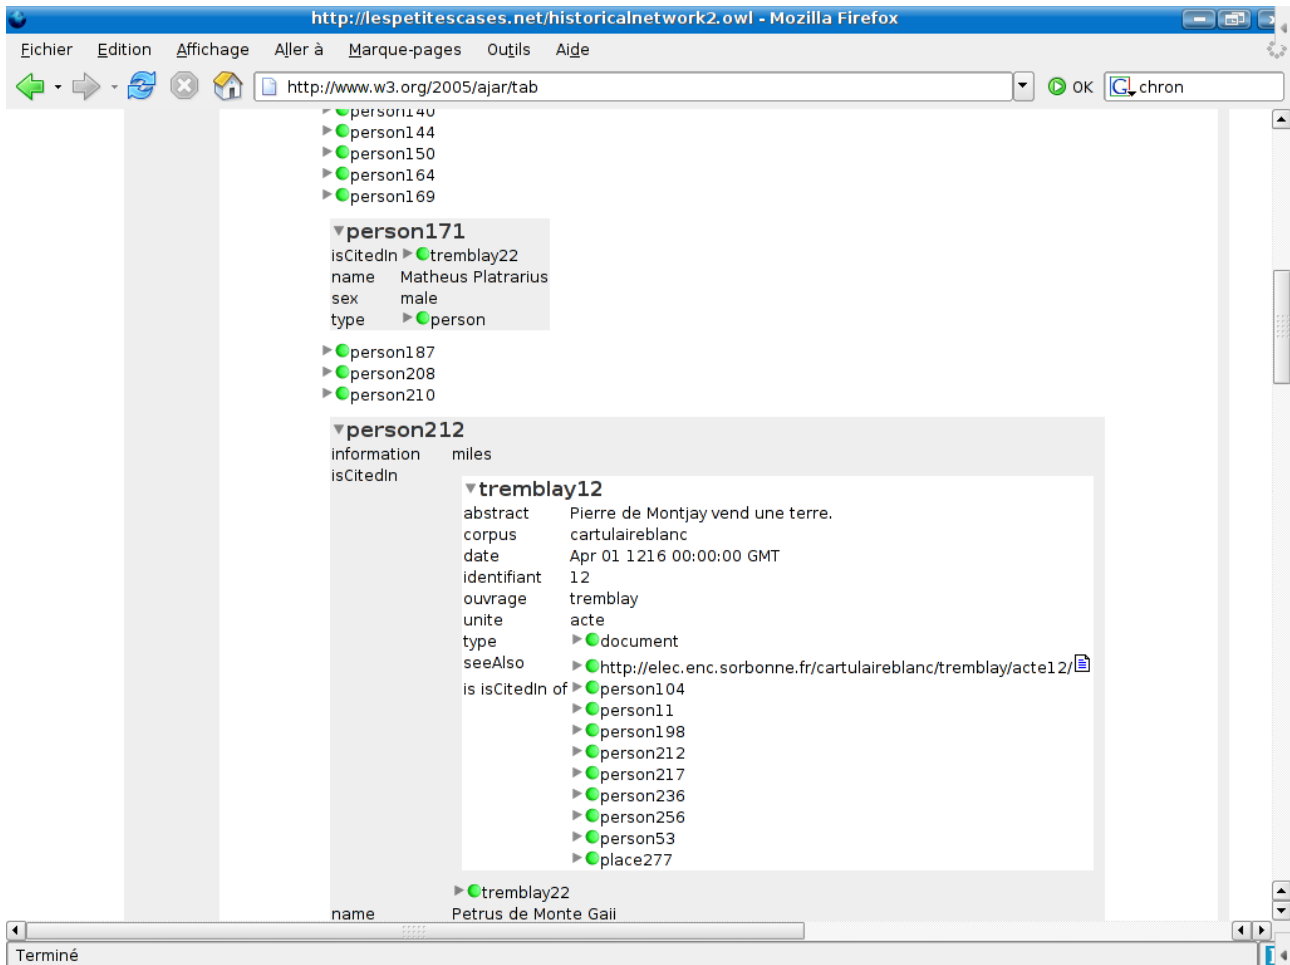 http://lespetitescases.net/historicalnetwork2.owl - Mozilla Firefox
Fichier Edition Affichage Aller à Marque-pages Outils Aide
http://www.w3.org/2005/ajar/tab OK G chron
person140
person144
person150
person164
person169
person171
isCitedIn tremblay22
name Matheus Platrarius
sex male
type person
person187
person208
person210
person212
information miles
isCitedIn
tremblay12
abstract Pierre de Montjay vend une terre.
corpus cartulaireblanc
date Apr 01 1216 00:00:00 GMT
identifiant 12
ouvrage tremblay
unite acte
type document
seeAlso http://elec.enc.sorbonne.fr/cartulaireblanc/tremblay/acte12/
is isCitedIn of person104
person11
person198
person212
person217
person236
person256
person53
place277
tremblay22
name Petrus de Monte Gaii
Terminé